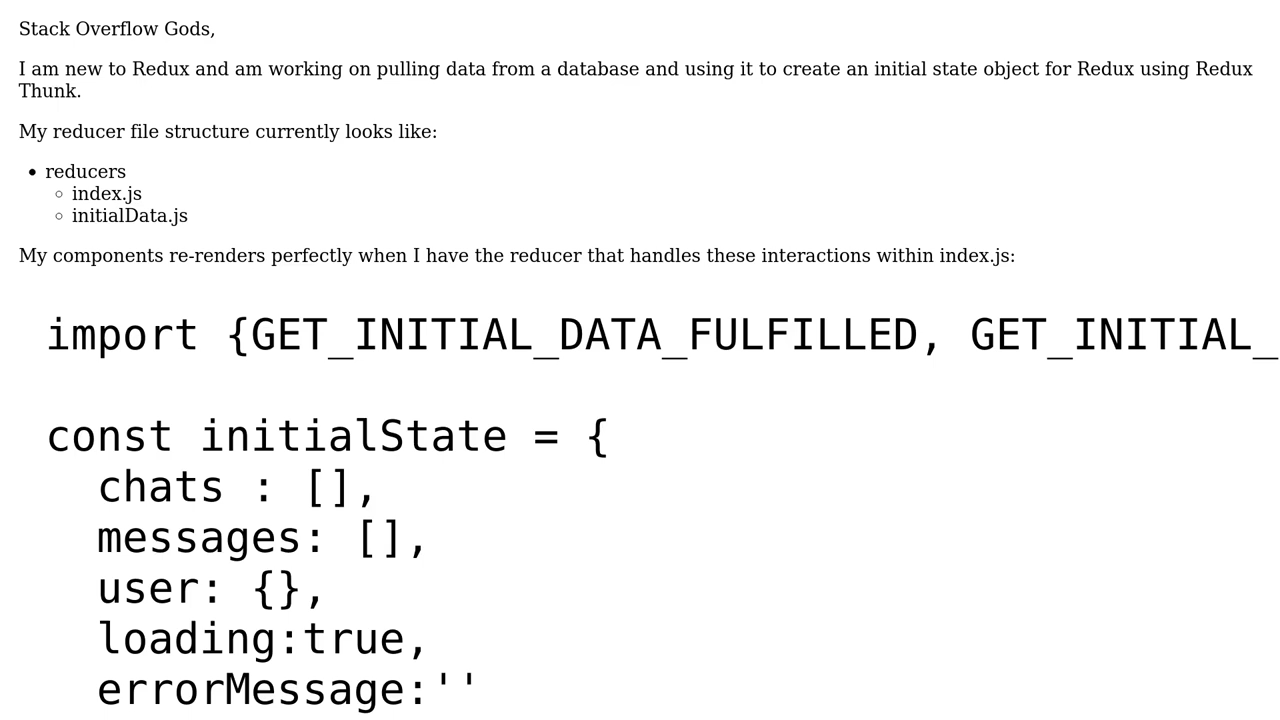 Stack Overflow Gods,
I am new to Redux and am working on pulling data from a database and using it to create an initial state object for Redux using Redux
Thunk.
My reducer file structure currently looks like:
reducers
index.js
initialData.js
My components re-renders perfectly when I have the reducer that handles these interactions within index.js:
import {GET_INITIAL_DATA_FULFILLED, GET_INITIAL_
const initialState = {
chats : [],
messages: [],
user: {},
loading:true,
errorMessage:''